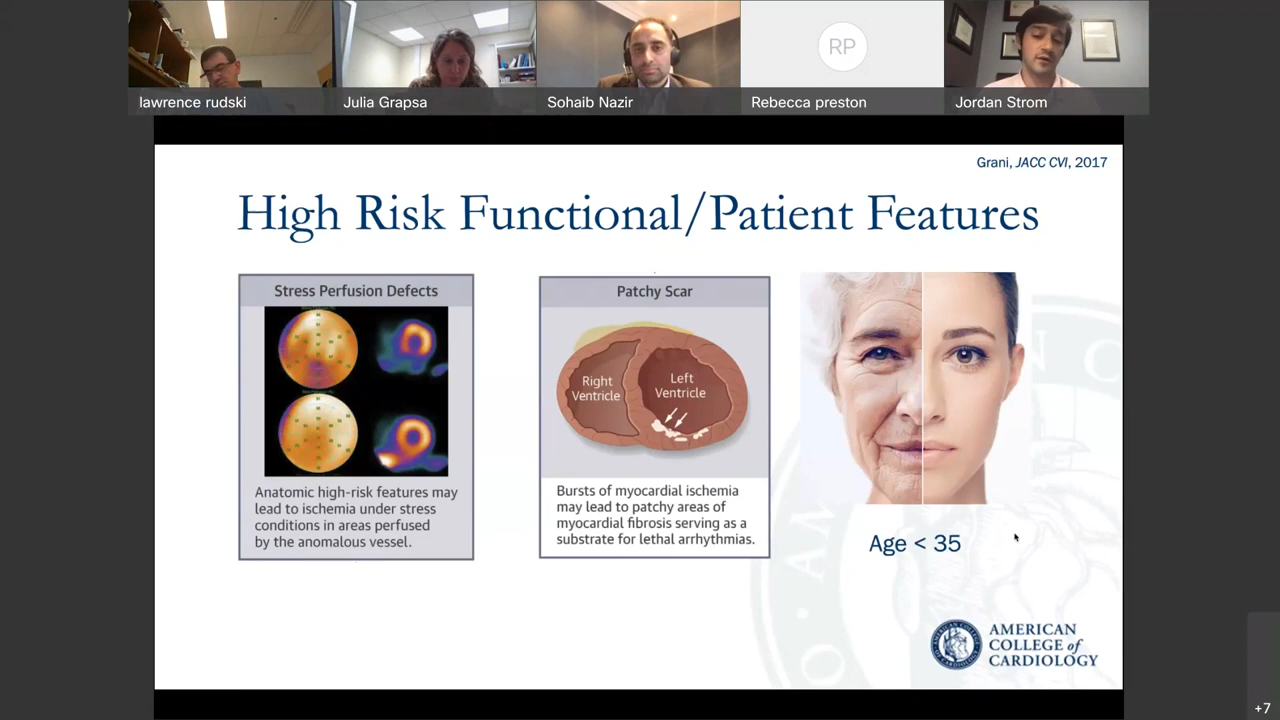 lawrence rudski
Julia Grapsa
Sohaib Nazir
RP
Rebecca preston
Jordan Strom
Grani, JACC CVI, 2017
High Risk Functional/Patient Features
Stress Perfusion Defects
Anatomic high-risk features may
lead to ischemia under stress
conditions in areas perfused
by the anomalous vessel.
Patchy Scar
Right
Ventricle
Left
Ventricle
Bursts of myocardial ischemia
may lead to patchy areas of
myocardial fibrosis serving as a
substrate for lethal arrhythmias.
Age < 35
AMERICAN
COLLEGE of
CARDIOLOGY
+7